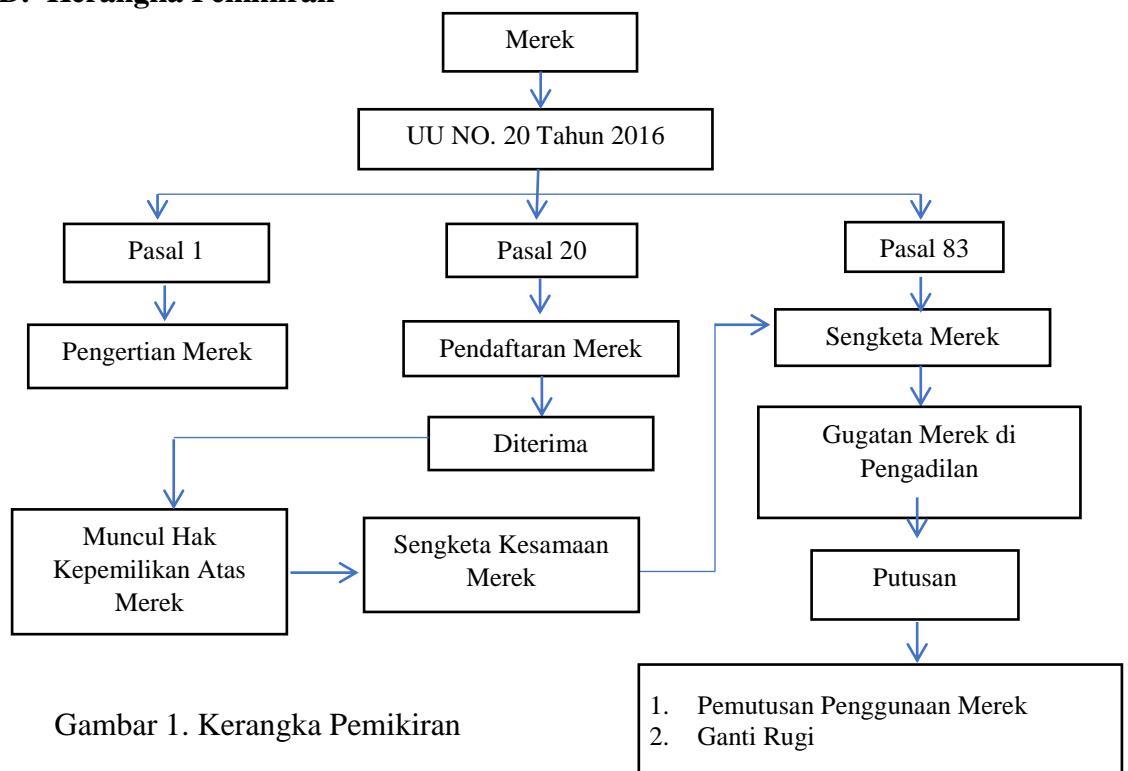 D. Kerangka Pemikiran
Merek
UU NO. 20 Tahun 2016
Pasal 1
Pasal 20
Pasal 83
Pengertian Merek
Pendaftaran Merek
Sengketa Merek
Diterima
Gugatan Merek di
Pengadilan
Muncul Hak
Kepemilikan Atas
Merek
Sengketa Kesamaan
Merek
Putusan
1. Pemutusan Penggunaan Merek
2. Ganti Rugi
Gambar 1. Kerangka Pemikiran